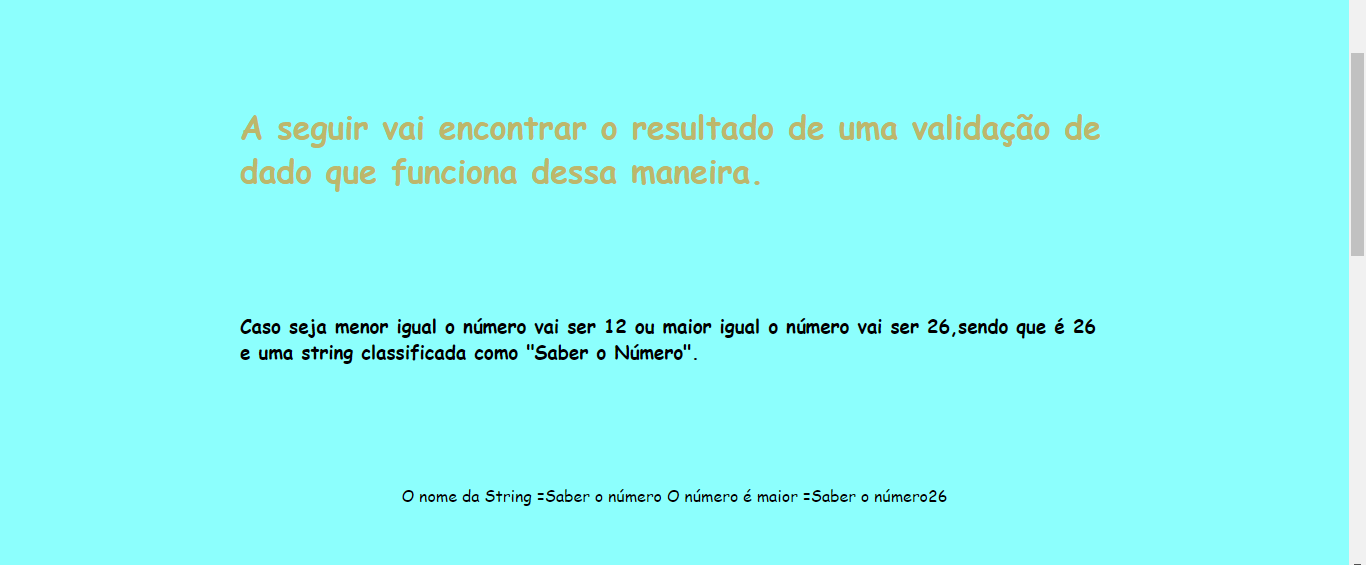 A seguir vai encontrar o resultado de uma validação de
dado que funciona dessa maneira.
Caso seja menor igual o número vai ser 12 ou maior igual o número vai ser 26,sendo que é 26
e uma string classificada como "Saber o Número".
O nome da String =Saber o número O número é maior =Saber o número26